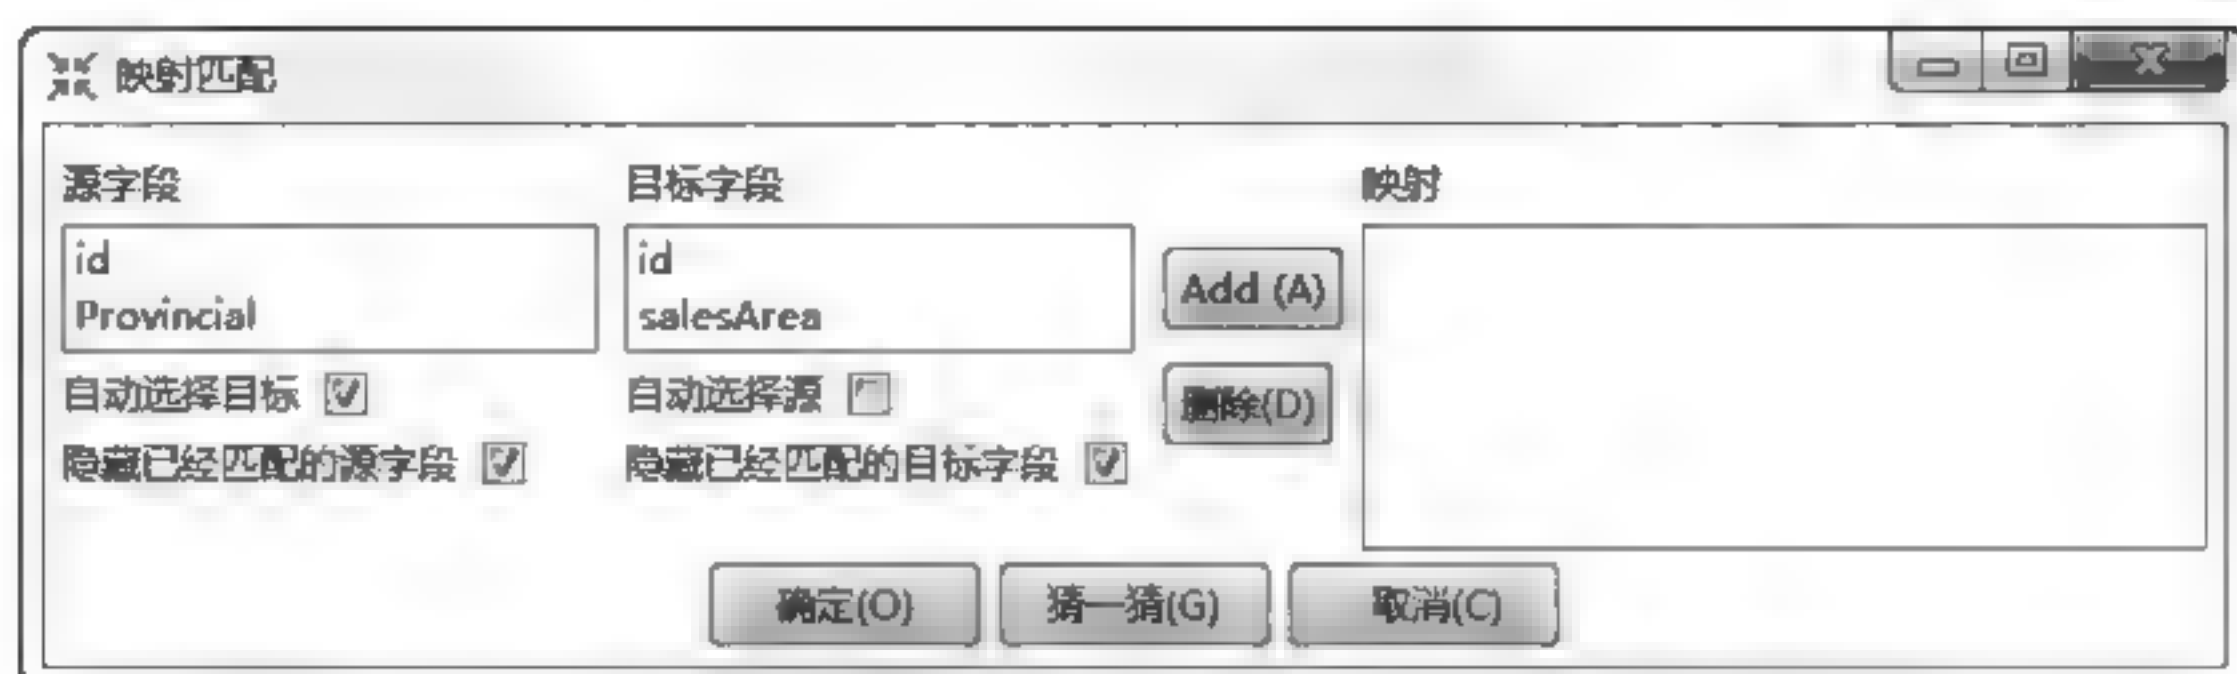 映射匹配
源字段
目标字段
映射
id
Provincial
id
salesArea
Add (A)
删除(D)
自动选择目标
自动选择源
隐藏已经匹配的源字段
隐藏已经匹配的目标字段
确定(O)
猜一猜(G)
取消(C)